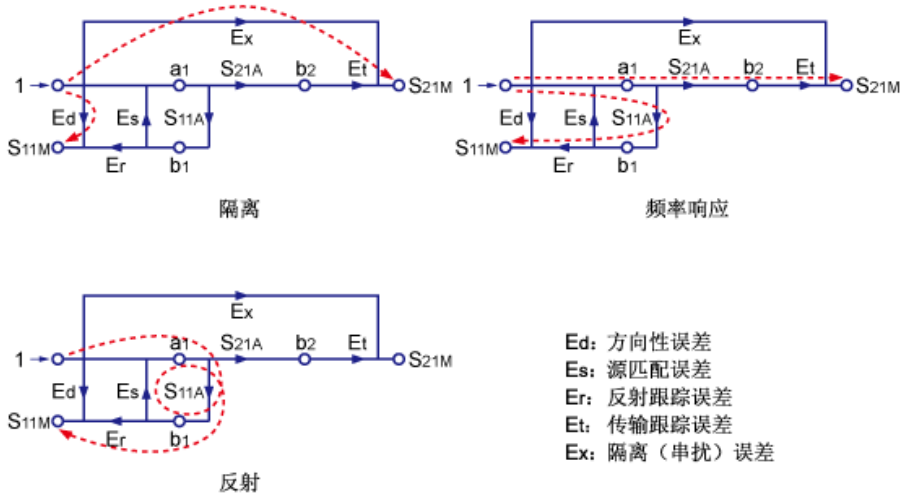 Ex
a1 S21A b2 Et
1 S21M
Ed Es S11A
S11M
Er b1
隔离
Ex
a1 S21A b2 Et
1 S21M
Ed Es S11A
S11M
Er b1
频率响应
Ex
a1 S21A b2 Et
1 S21M
Ed Es S11A
S11M
Er b1
反射
Ed: 方向性误差
Es: 源匹配误差
Er: 反射跟踪误差
Et: 传输跟踪误差
Ex: 隔离（串扰）误差